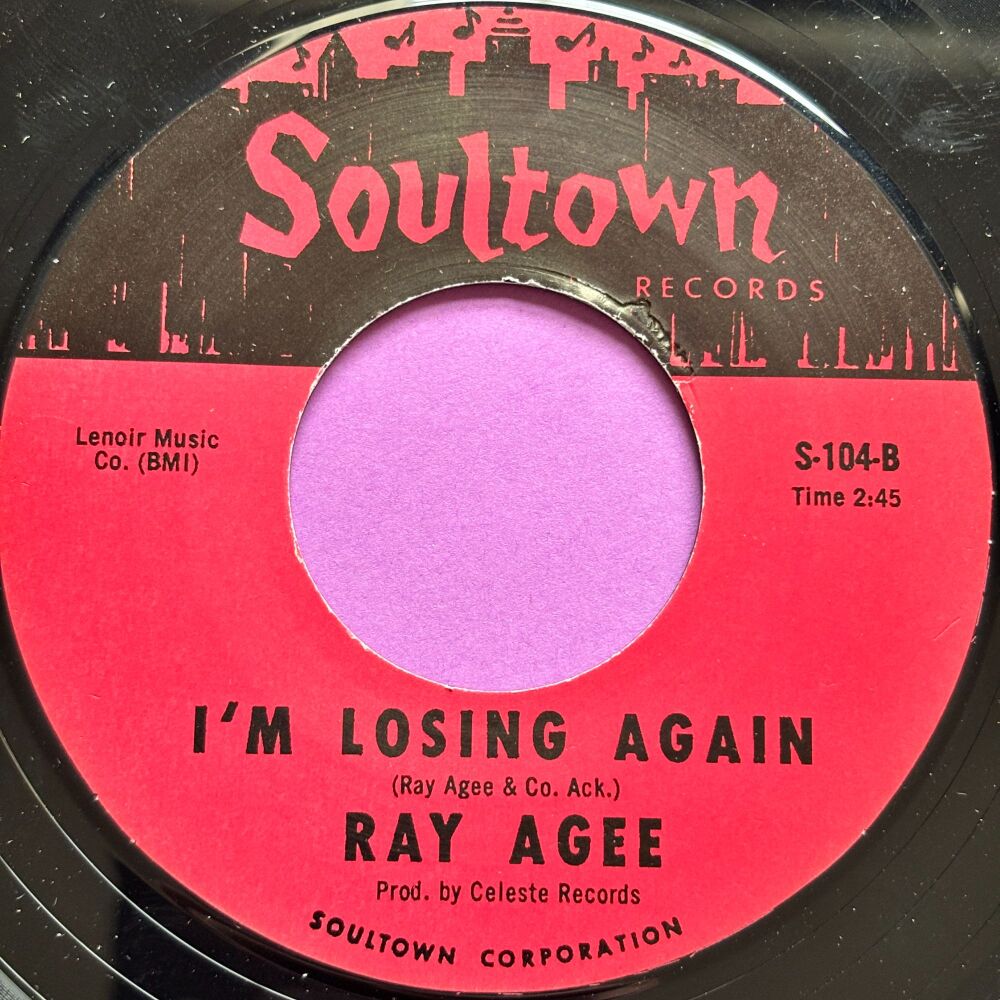 Soultown
RECORDS
Lenoir Music
Co. (BMI)
S-104-B
Time 2:45
I'M LOSING AGAIN
(Ray Agee & Co. Ack.)
RAY AGEE
Prod. by Celeste Records
SOULTOWN CORPORATION